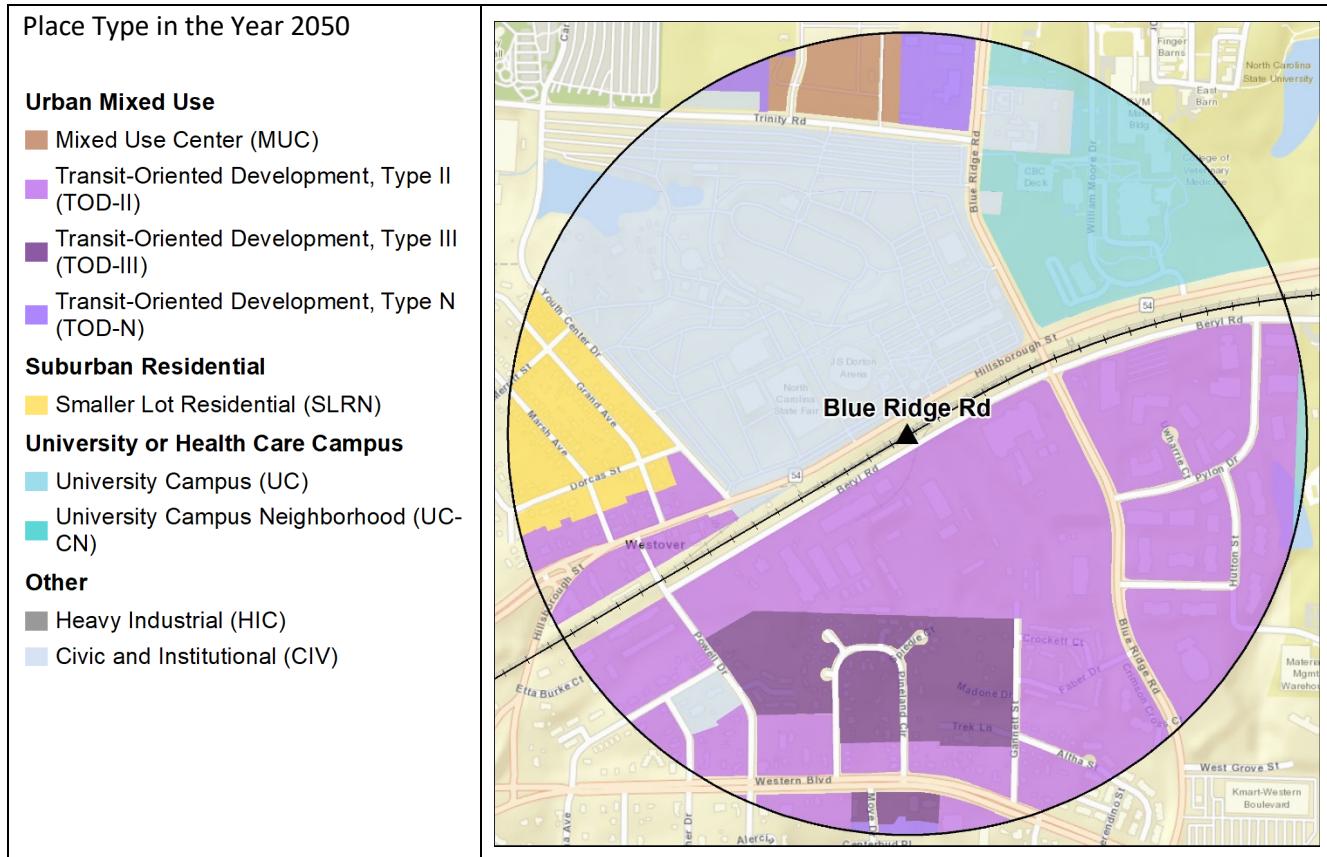 Place Type in the Year 2050
Urban Mixed Use
Mixed Use Center (MUC)
Transit-Oriented Development, Type II
(TOD-II)
Transit-Oriented Development, Type III
(TOD-III)
Transit-Oriented Development, Type N
(TOD-N)
Suburban Residential
Smaller Lot Residential (SLRN)
University or Health Care Campus
University Campus (UC)
University Campus Neighborhood (UC-
CN)
Other
Heavy Industrial (HIC)
Civic and Institutional (CIV)
Finger
Barns
North Carolina
State University
East
Barn
Trinity Rd
Blue Ridge Rd
CBC
Deck
William Moore Dr
College of
Veterinary
Medicine
54
Beryl Rd
Hillsborough St
Youth Center Dr
Grand Ave
Marsh Ave
Dorcas St
JS Dorton
Arena
North
Carolina
State Fair
Blue Ridge Rd
54
Beryl Rd
Pylon Dr
Hutton St
Westover
Hillsborough St
Powell Dr
Etta Burke Ct
Pineland Cir
Crockett Ct
Faber Dr
Madone Dr
Trek Ln
Gannett St
Blue Ridge Rd
Altha St
Western Blvd
West Grove St
Kmart-Western
Boulevard